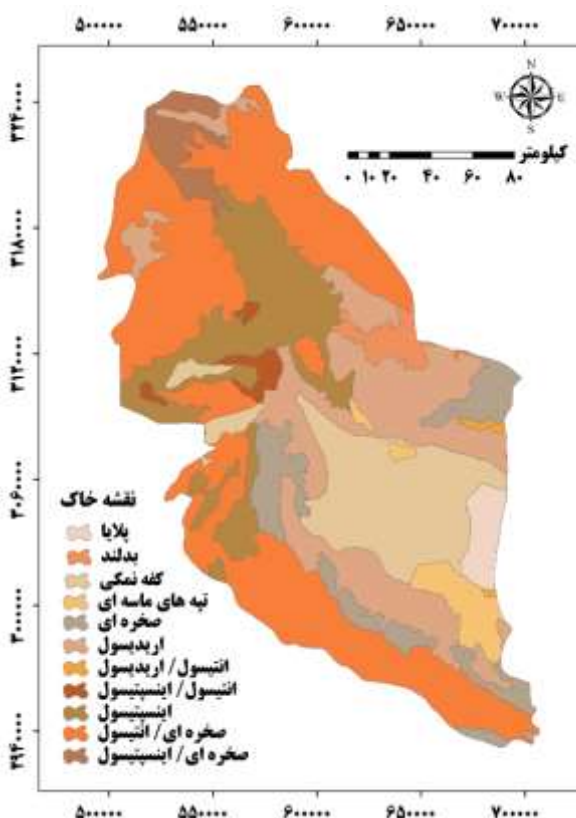 ۵۰۰۰۰۰ ۵۵۰۰۰۰ ۶۰۰۰۰۰ ۶۵۰۰۰۰ ۷۰۰۰۰۰
N
W E
S
کیلومتر
۰ ۱۰ ۲۰ ۴۰ ۶۰ ۸۰
۳۲۴۰۰۰۰
۳۱۸۰۰۰۰
۳۱۲۰۰۰۰
۳۰۶۰۰۰۰
۳۰۰۰۰۰۰
۲۹۴۰۰۰۰
نقشه خاک
پلایا
بدلند
کفه نمکی
تپه های ماسه ای
صخره ای
اریدیسول
انتیسول/ اریدیسول
انتیسول/ اینسپتیسول
اینسپتیسول
صخره ای/ انتیسول
صخره ای/ اینسپتیسول
۵۰۰۰۰۰ ۵۵۰۰۰۰ ۶۰۰۰۰۰ ۶۵۰۰۰۰ ۷۰۰۰۰۰